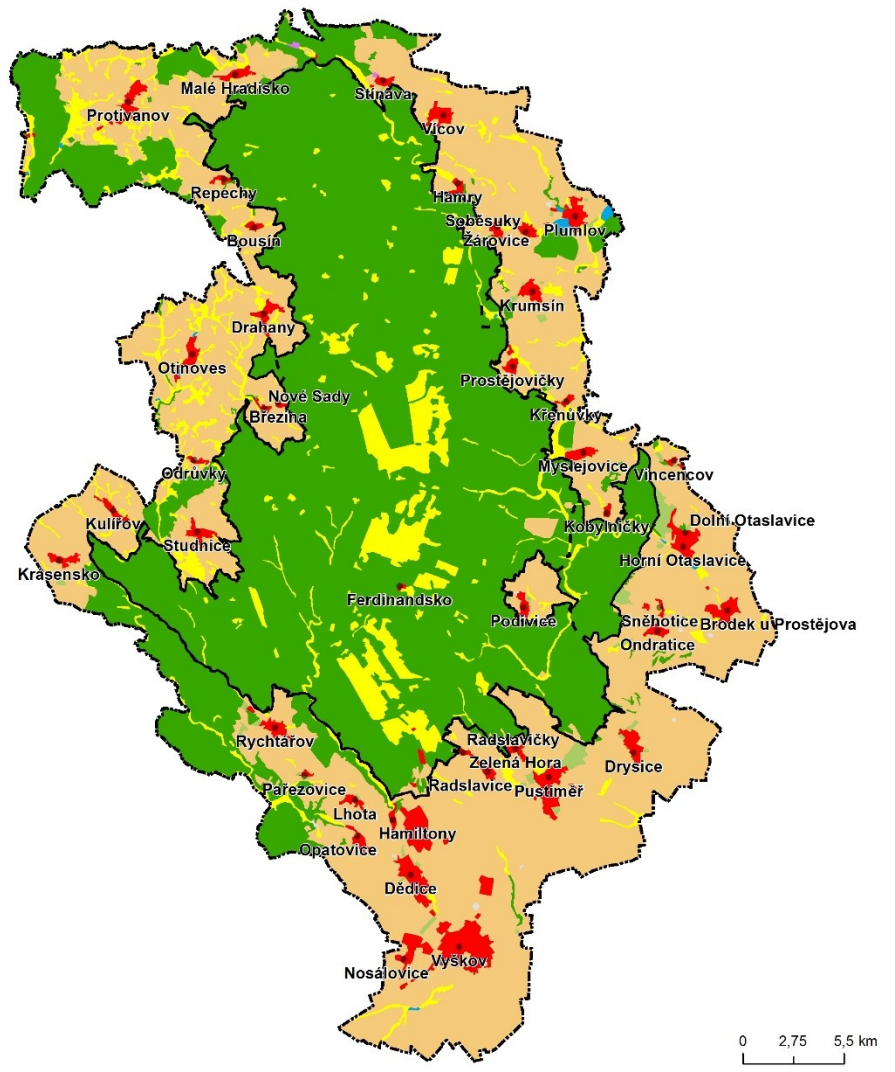 Malé Hradisko
Stínava
Protivanov
Vícov
Repechy
Hamry
Soběsuky
Bousín
Žárovice
Plumlov
Krumsín
Drahany
Otinoves
Prostějovičky
Nové Sady
Březina
Křenůvky
Odrůvky
Myslejovice
Vincencov
Kulířov
Kobylničky
Dolní Otaslavice
Studnice
Horní Otaslavice
Krásensko
Ferdinandsko
Podivice
Sněhotice
Brodek u Prostějova
Ondratice
Rychtářov
Radslavičky
Zelená Hora
Drysice
Pařezovice
Radslavice
Pustiměř
Lhota
Hamiltony
Opatovice
Dědice
Nosálovice
Vyškov
0 2,75 5,5 km